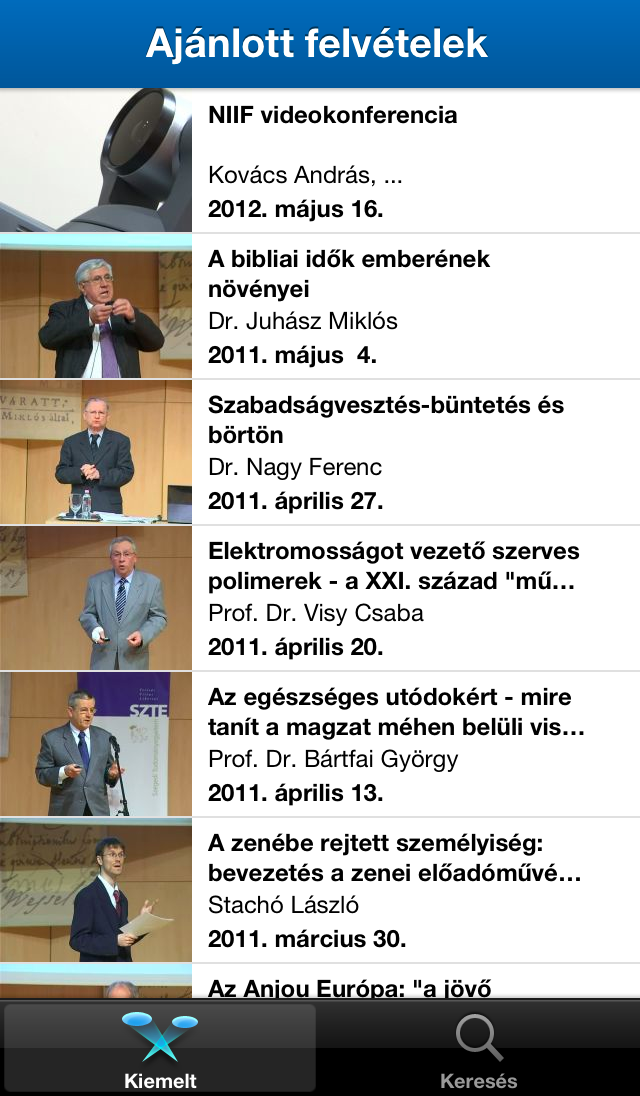 Ajánlott felvételek
NIIF videokonferencia
Kovács András, ...
2012. május 16.
A bibliai idők emberének
növényei
Dr. Juhász Miklós
2011. május  4.
VÁRATT,
MIKLÓS által,
Szabadságvesztés-büntetés és
börtön
Dr. Nagy Ferenc
2011. április 27.
Elektromosságot vezető szerves
polimerek - a XXI. század "mű...
Prof. Dr. Visy Csaba
2011. április 20.
SZTE
Az egészséges utódokért - mire
tanít a magzat méhen belüli vis...
Prof. Dr. Bártfai György
2011. április 13.
A zenébe rejtett személyiség:
bevezetés a zenei előadóművé...
Stachó László
2011. március 30.
Az Anjou Európa: "a jövő
Kiemelt
Keresés